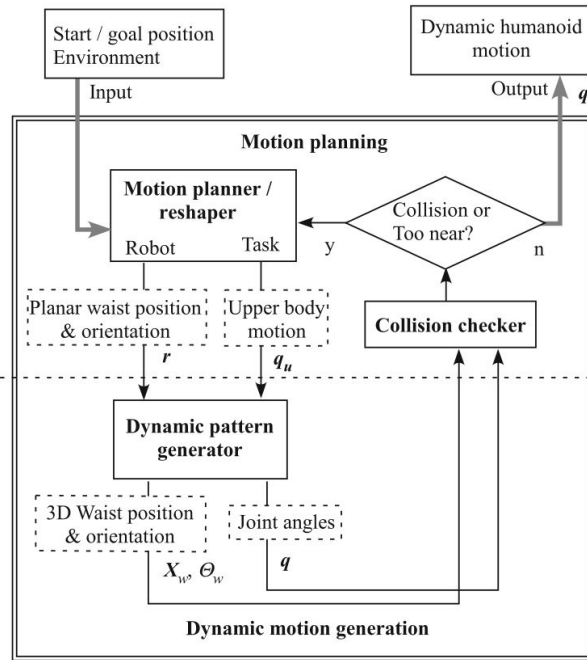 Start / goal position
Environment
Dynamic humanoid
motion
Input
Output
q
Motion planning
Motion planner /
reshaper
Robot
Task
Collision or
Too near?
y
n
Planar waist position
& orientation
Upper body
motion
Collision checker
r
q_u
Dynamic pattern
generator
3D Waist position
& orientation
Joint angles
X_w, Θ_w
q
Dynamic motion generation